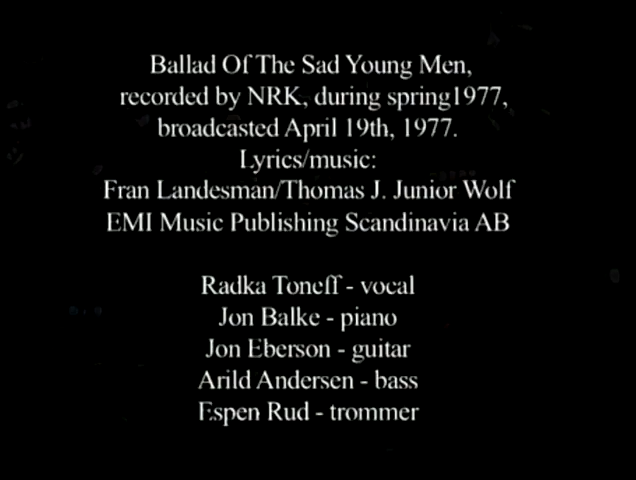 Ballad Of The Sad Young Men,
recorded by NRK, during spring1977,
broadcasted April 19th, 1977.
Lyrics/music:
Fran Landesman/Thomas J. Junior Wolf
EMI Music Publishing Scandinavia AB
Radka Toneff - vocal
Jon Balke - piano
Jon Eberson - guitar
Arild Andersen - bass
Espen Rud - trommer